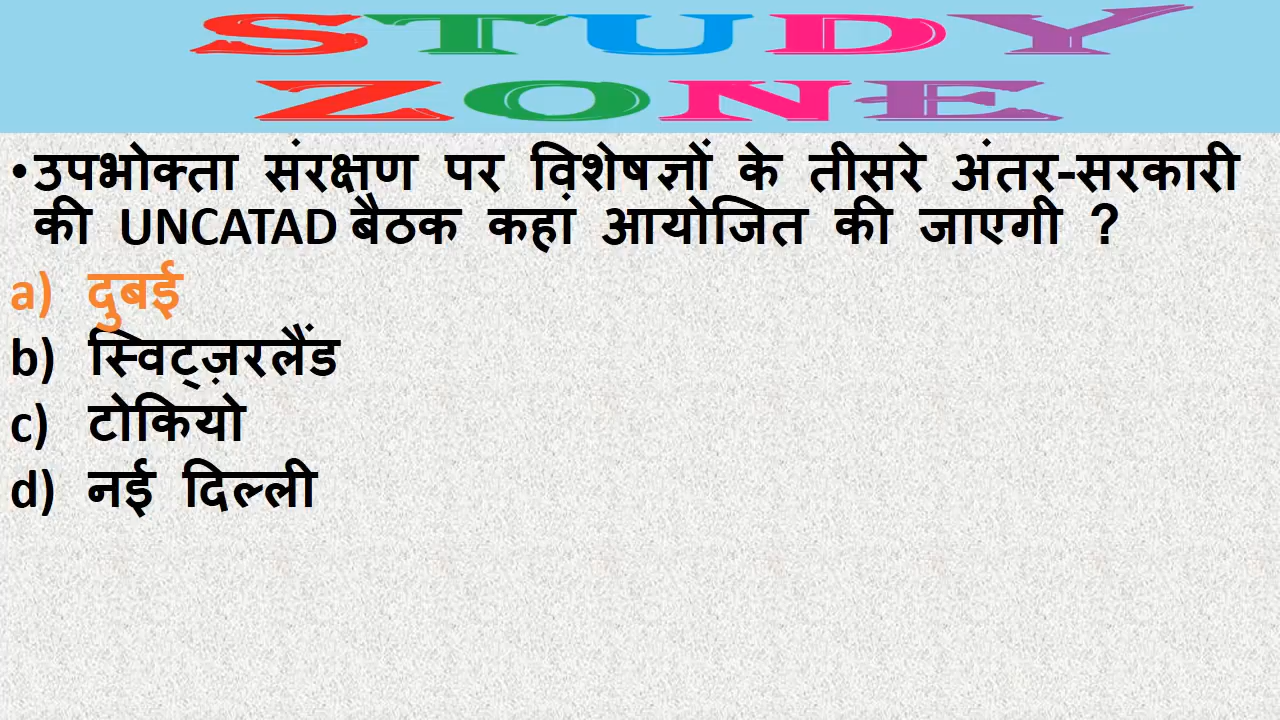 STUDY
ZONE
•उपभोक्ता संरक्षण पर विशेषज्ञों के तीसरे अंतर-सरकारी
की UNCATAD बैठक कहां आयोजित की जाएगी ?
a) दुबई
b) स्विट्ज़रलैंड
c) टोकियो
d) नई दिल्ली